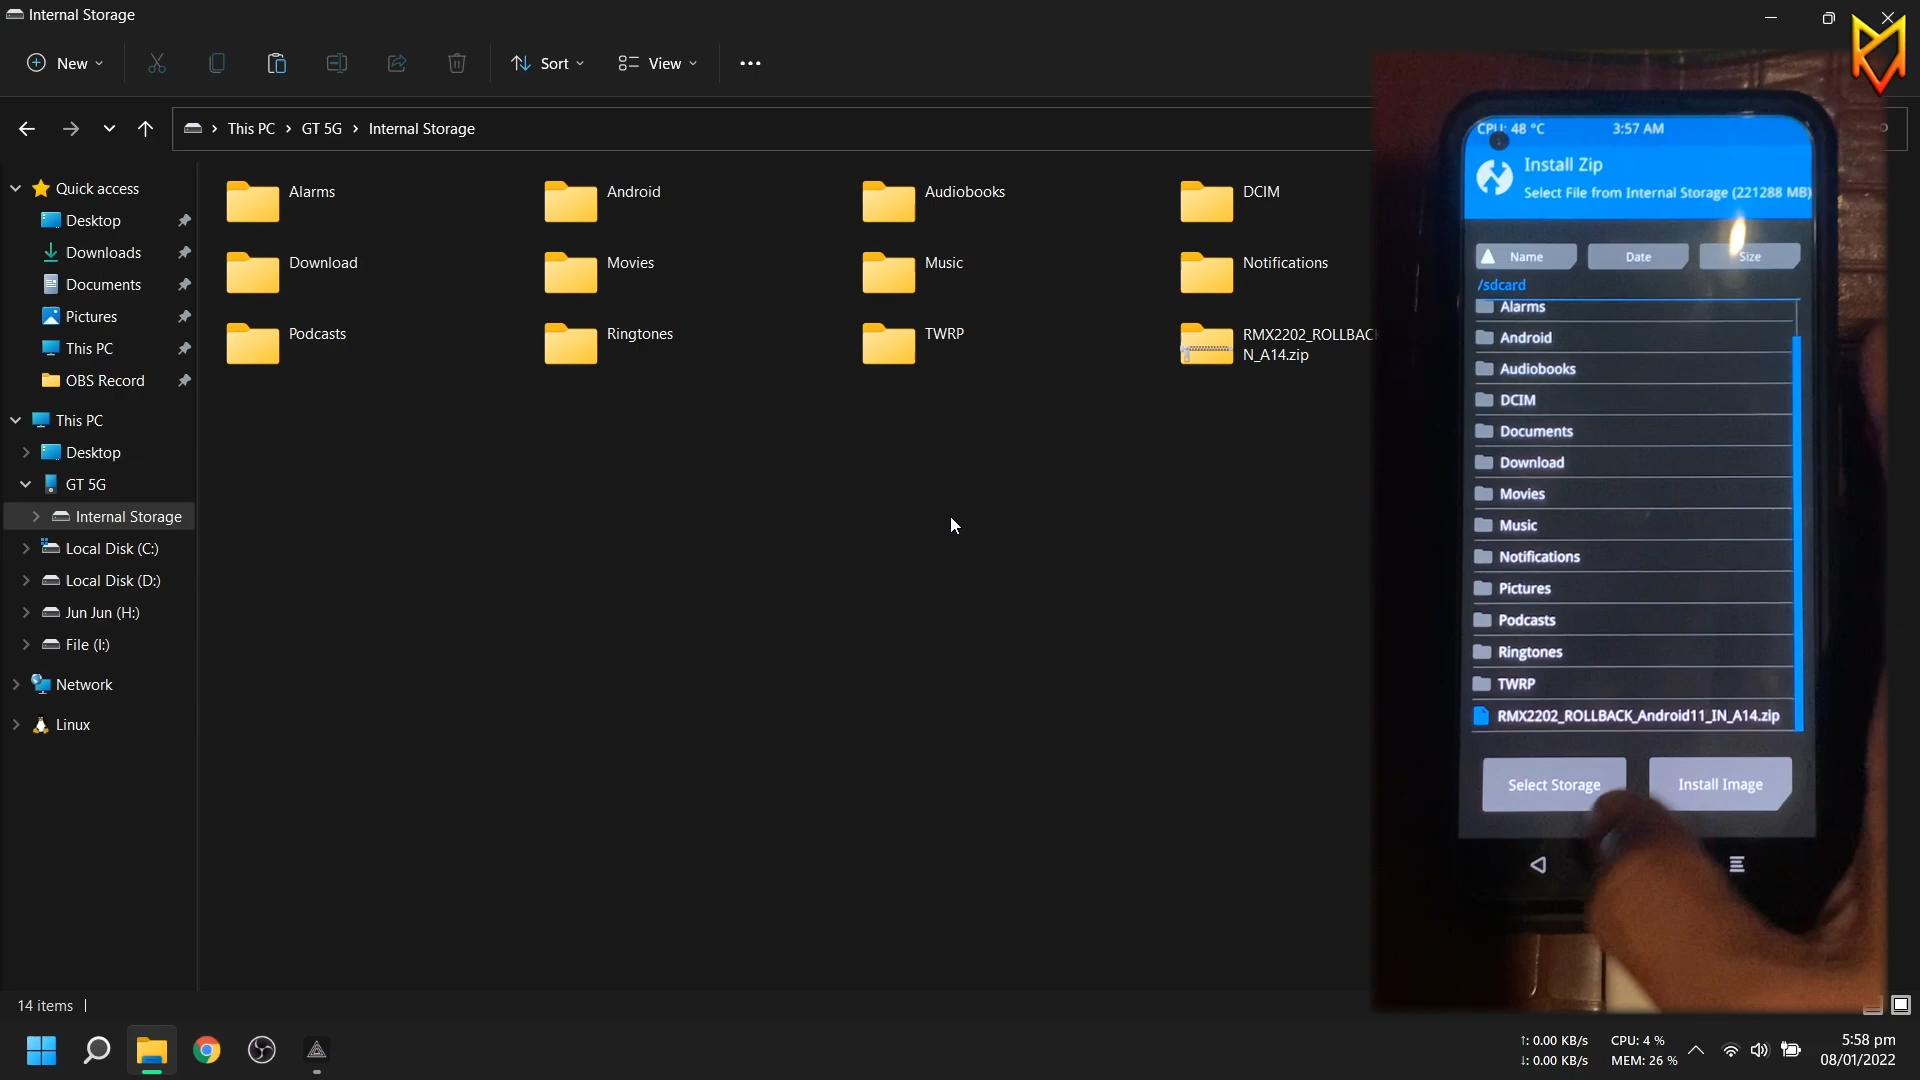 Internal Storage
New
Sort
View
This PC > GT 5G > Internal Storage
Quick access
Desktop
Downloads
Documents
Pictures
This PC
OBS Record
This PC
Desktop
GT 5G
Internal Storage
Local Disk (C:)
Local Disk (D:)
Jun Jun (H:)
File (I:)
Network
Linux
Alarms
Android
Audiobooks
DCIM
Download
Movies
Music
Notifications
Podcasts
Ringtones
TWRP
RMX2202_ROLLBACK
N_A14.zip
14 items
CPU: 48 °C 3:57 AM
Install Zip
Select File from Internal Storage (221288 MB)
Name Date Size
/sdcard
Alarms
Android
Audiobooks
DCIM
Documents
Download
Movies
Music
Notifications
Pictures
Podcasts
Ringtones
TWRP
RMX2202_ROLLBACK_Android11_IN_A14.zip
Select Storage Install Image
↑: 0.00 KB/s CPU: 4 %
↓: 0.00 KB/s MEM: 26 %
5:58 pm
08/01/2022